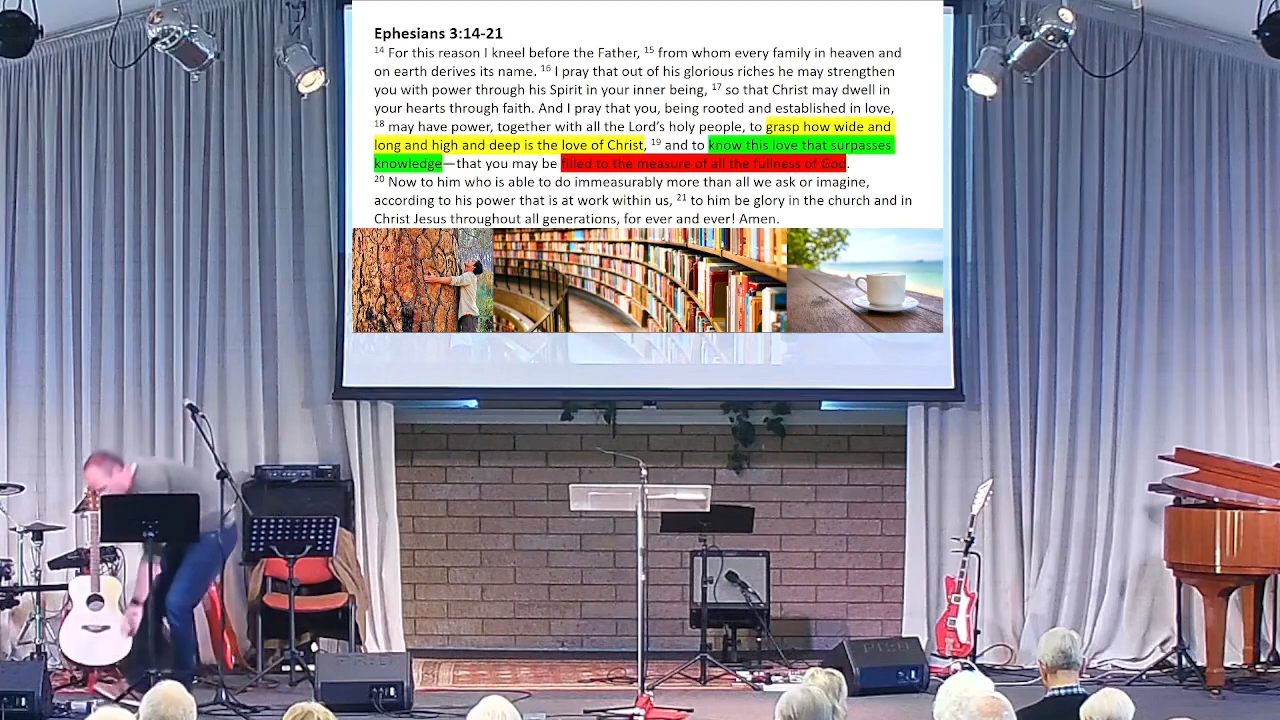 Ephesians 3:14-21
14 For this reason I kneel before the Father, 15 from whom every family in heaven and
on earth derives its name. 16 I pray that out of his glorious riches he may strengthen
you with power through his Spirit in your inner being, 17 so that Christ may dwell in
your hearts through faith. And I pray that you, being rooted and established in love,
18 may have power, together with all the Lord's holy people, to grasp how wide and
long and high and deep is the love of Christ, 19 and to know this love that surpasses
knowledge—that you may be filled to the measure of all the fullness of God.
20 Now to him who is able to do immeasurably more than all we ask or imagine,
according to his power that is at work within us, 21 to him be glory in the church and in
Christ Jesus throughout all generations, for ever and ever! Amen.